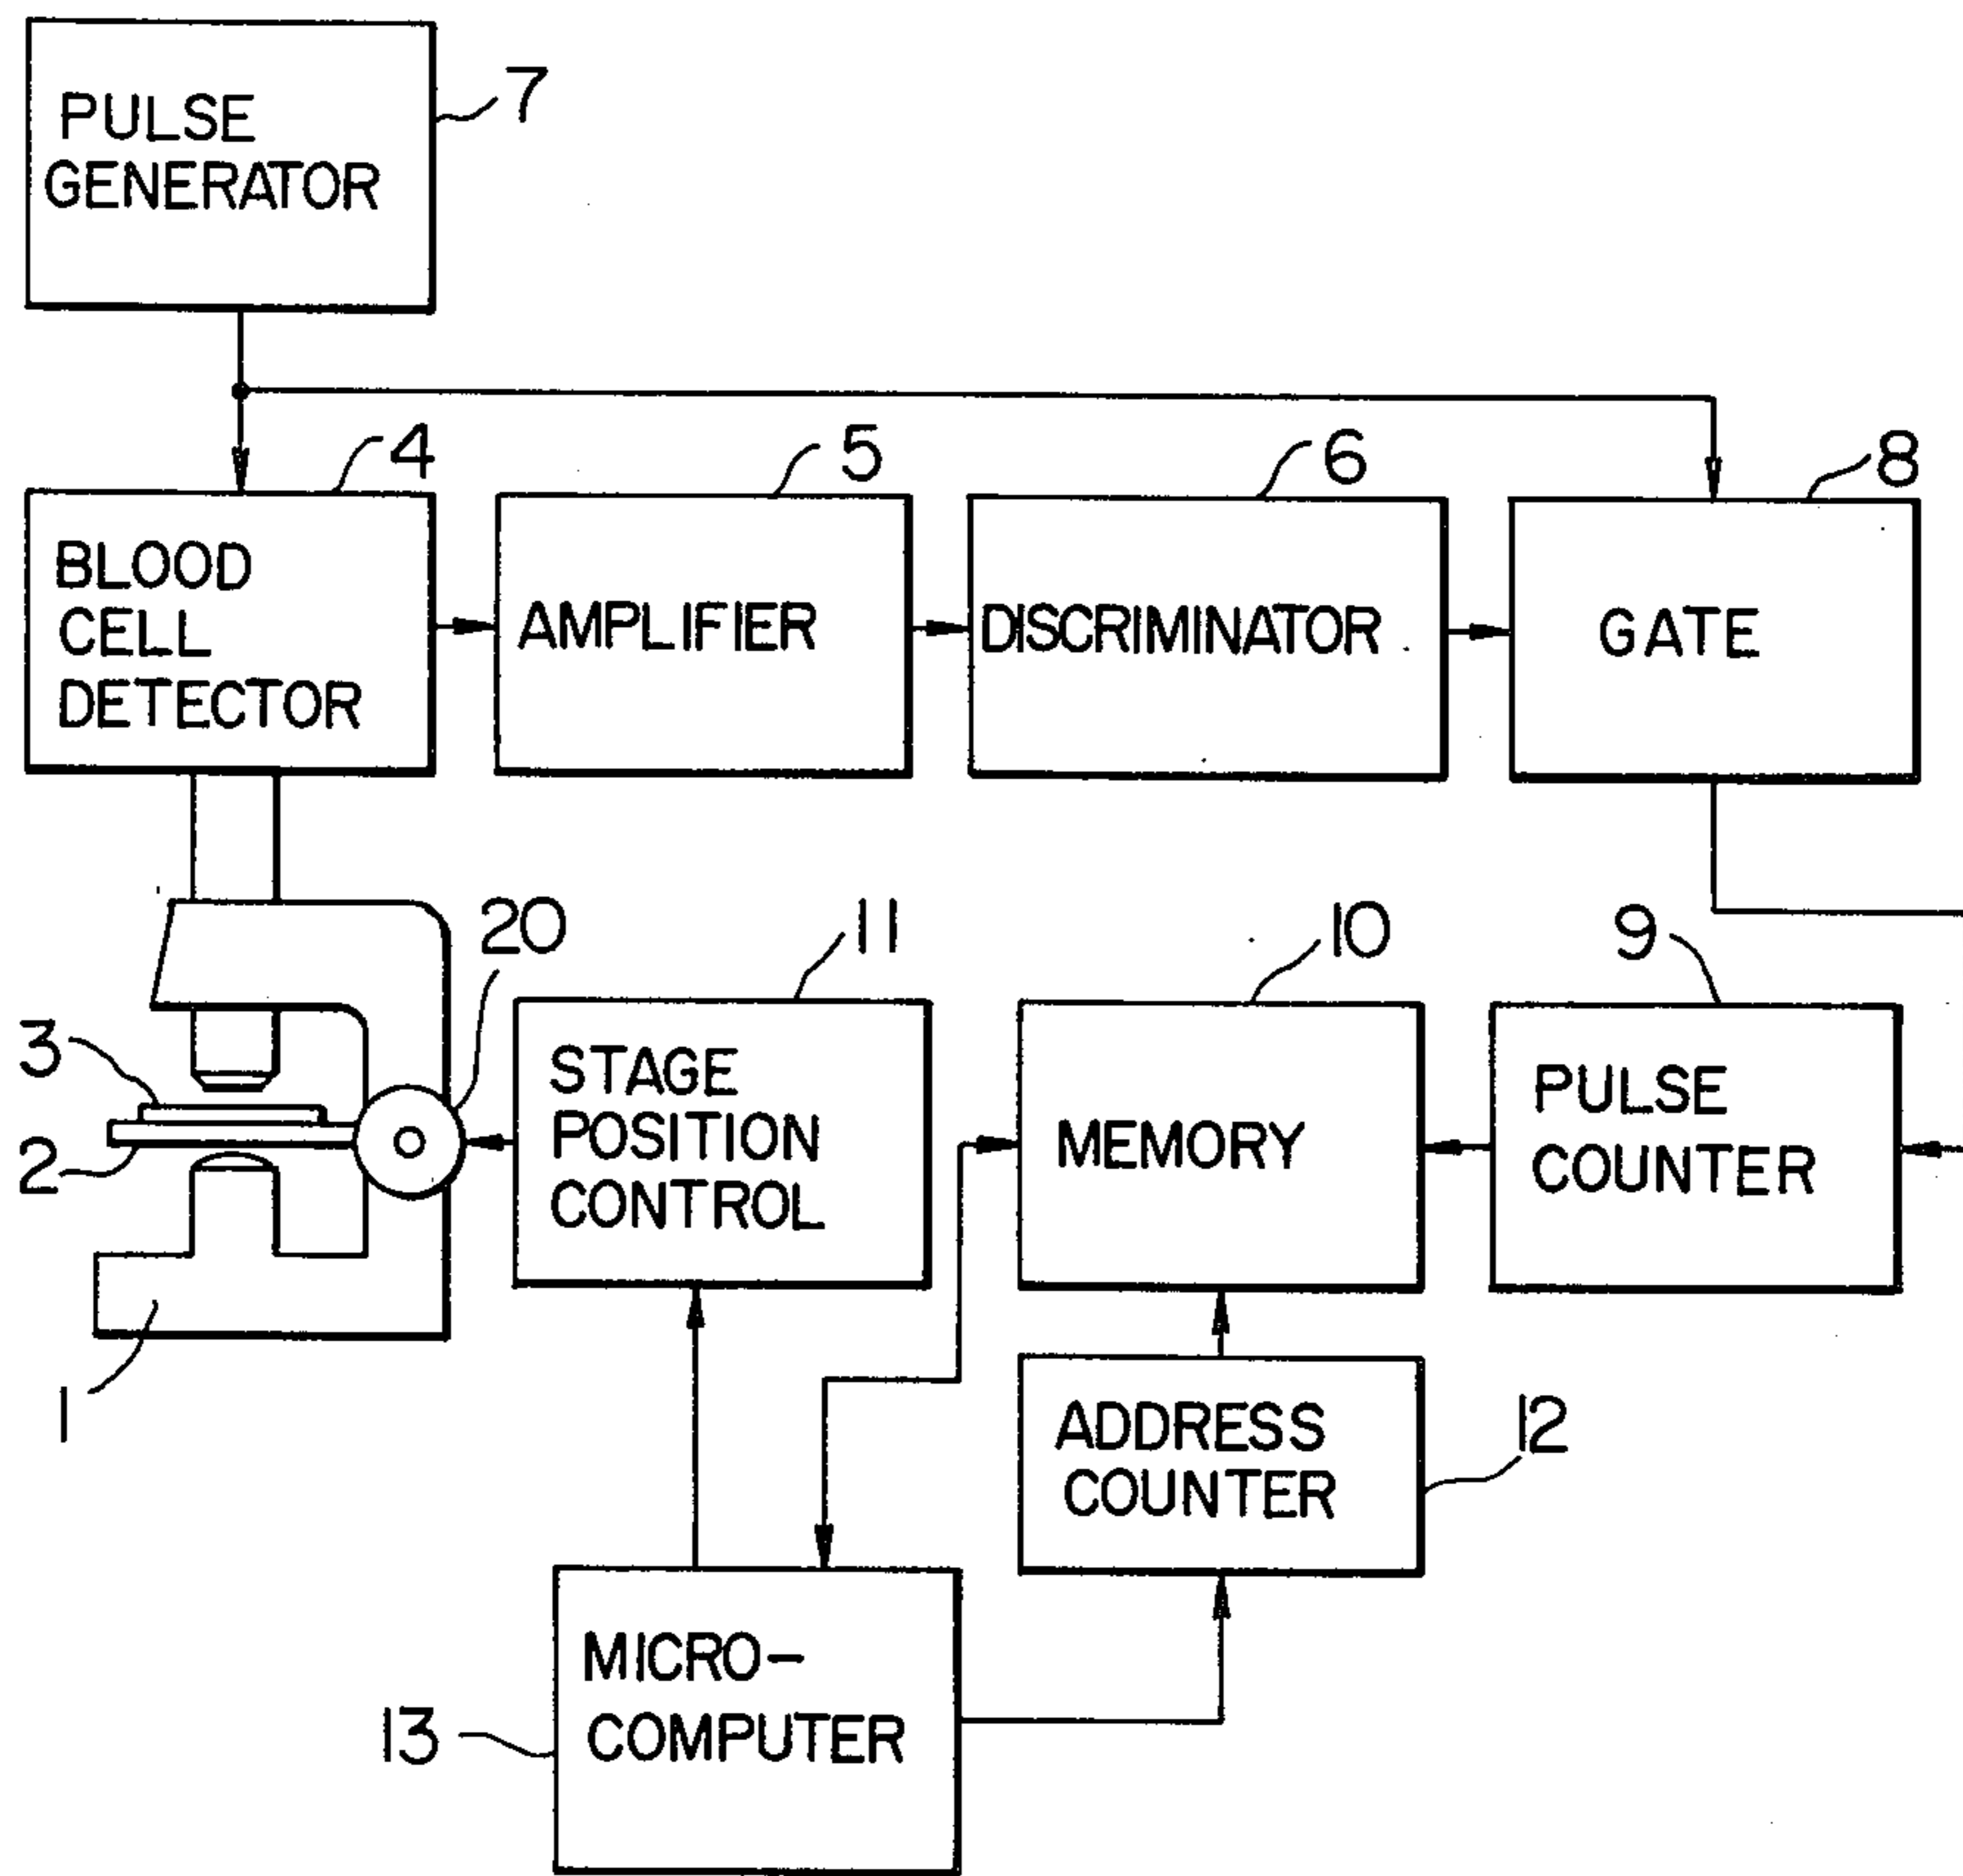 PULSE
GENERATOR
7
4
5
6
8
BLOOD
CELL
DETECTOR
AMPLIFIER
DISCRIMINATOR
GATE
20
11
10
9
3
2
1
STAGE
POSITION
CONTROL
MEMORY
PULSE
COUNTER
ADDRESS
COUNTER
12
MICRO-
COMPUTER
13